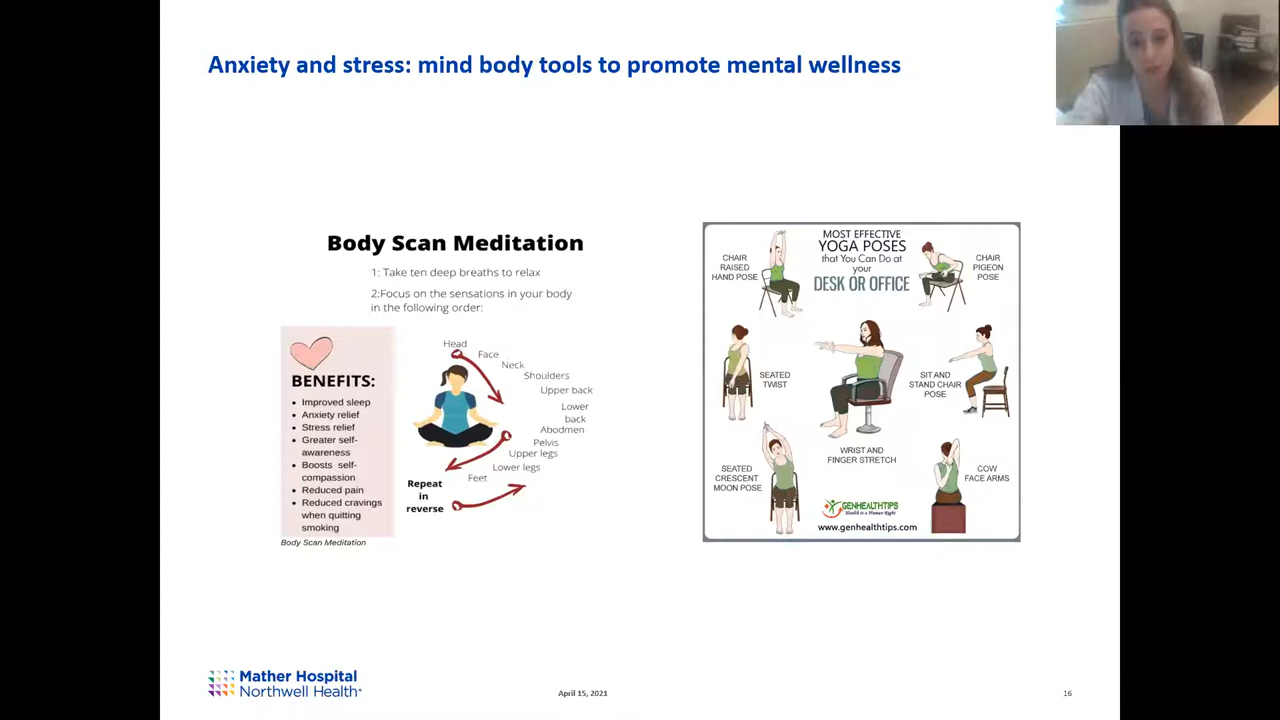 Anxiety and stress: mind body tools to promote mental wellness
Body Scan Meditation
1: Take ten deep breaths to relax
2:Focus on the sensations in your body
in the following order:
BENEFITS:
• Improved sleep
• Anxiety relief
• Stress relief
• Greater self-
awareness
• Boosts self-
compassion
• Reduced pain
• Reduced cravings
when quitting
smoking
Head
Face
Neck
Shoulders
Upper back
Lower
back
Abodmen
Pelvis
Upper legs
Lower legs
Feet
Repeat
in
reverse
Body Scan Meditation
MOST EFFECTIVE
YOGA POSES
that You Can Do at
your
DESK OR OFFICE
CHAIR
RAISED
HAND POSE
CHAIR
PIGEON
POSE
SEATED
TWIST
SIT AND
STAND CHAIR
POSE
WRIST AND
FINGER STRETCH
SEATED
CRESCENT
MOON POSE
COW
FACE ARMS
GENHEALTHTIPS
Health is a Human Right
www.genhealthtips.com
Mather Hospital
Northwell Health®
April 15, 2021
16